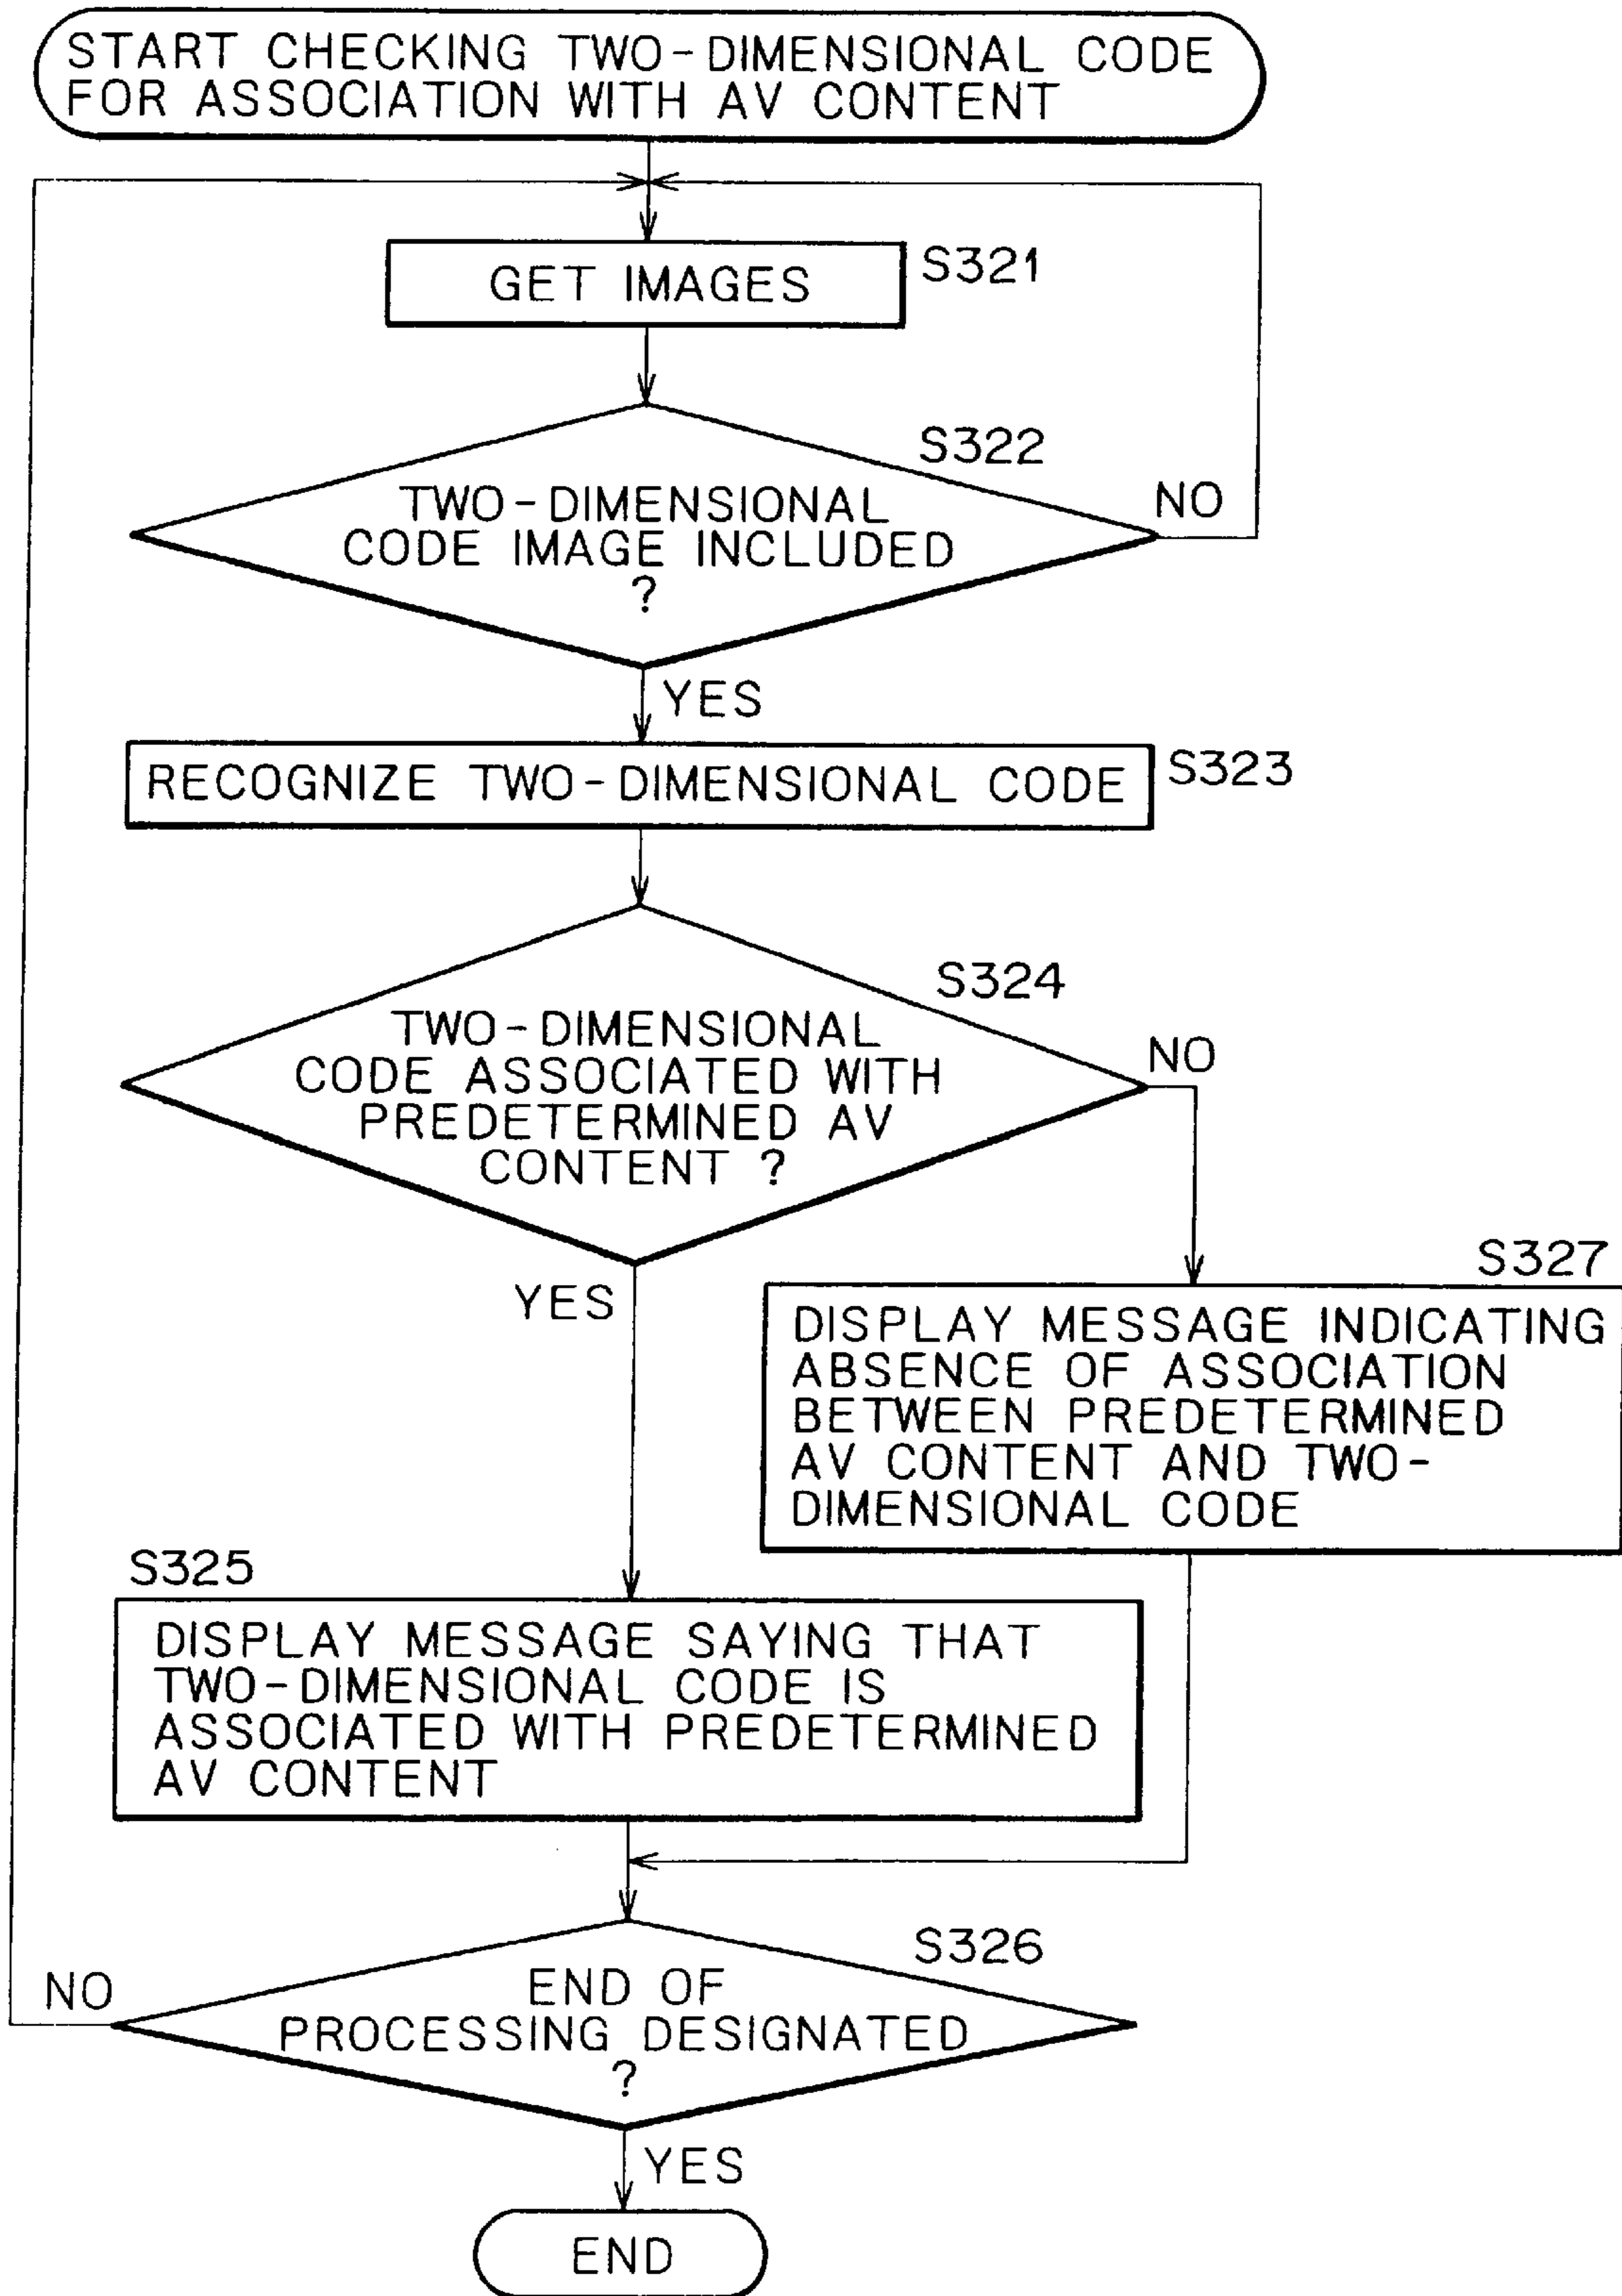 START CHECKING TWO-DIMENSIONAL CODE
FOR ASSOCIATION WITH AV CONTENT
GET IMAGES
S321
S322
TWO-DIMENSIONAL
CODE IMAGE INCLUDED
?
NO
YES
RECOGNIZE TWO-DIMENSIONAL CODE
S323
S324
TWO-DIMENSIONAL
CODE ASSOCIATED WITH
PREDETERMINED AV
CONTENT ?
NO
YES
S327
DISPLAY MESSAGE INDICATING
ABSENCE OF ASSOCIATION
BETWEEN PREDETERMINED
AV CONTENT AND TWO-
DIMENSIONAL CODE
S325
DISPLAY MESSAGE SAYING THAT
TWO-DIMENSIONAL CODE IS
ASSOCIATED WITH PREDETERMINED
AV CONTENT
S326
END OF
PROCESSING DESIGNATED
?
NO
YES
END